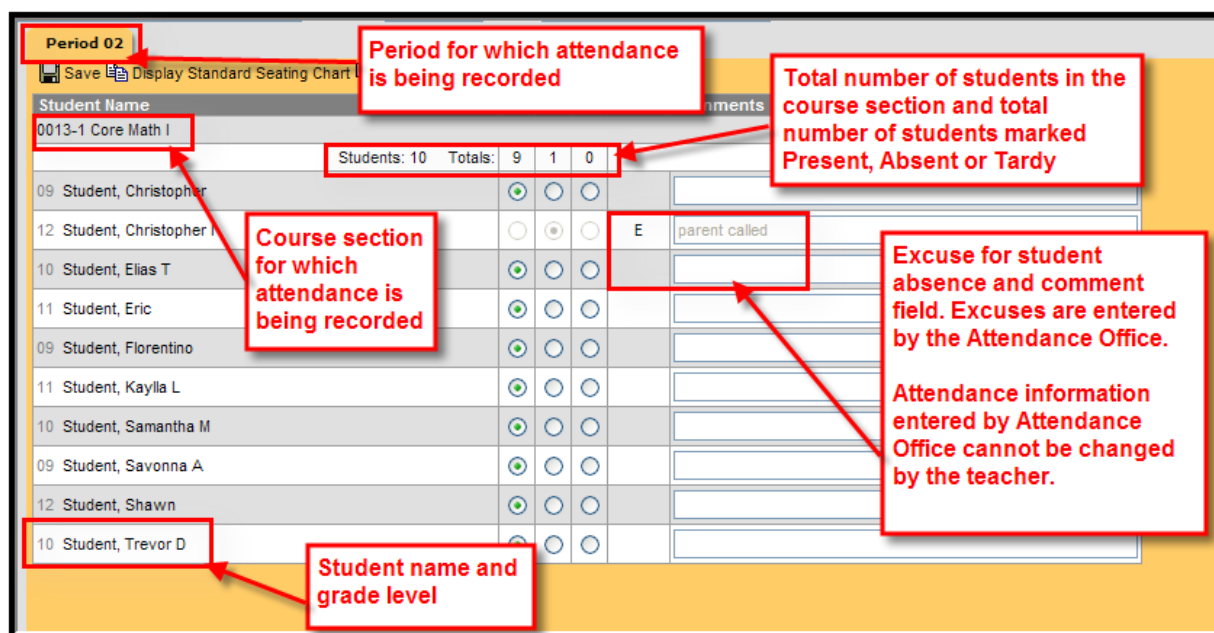 Period 02
Period for which attendance
is being recorded
Save Display Standard Seating Chart
Total number of students in the
course section and total
number of students marked
Present, Absent or Tardy
Student Name
0013-1 Core Math I
Students: 10 Totals: 9 1 0
09 Student, Christopher
12 Student, Christopher E parent called
Course section
for which
attendance is
being recorded
Excuse for student
absence and comment
field. Excuses are entered
by the Attendance Office.
Attendance information
entered by Attendance
Office cannot be changed
by the teacher.
10 Student, Elias T
11 Student, Eric
09 Student, Florentino
11 Student, Kaylla L
10 Student, Samantha M
09 Student, Savonna A
12 Student, Shawn
10 Student, Trevor D
Student name and
grade level